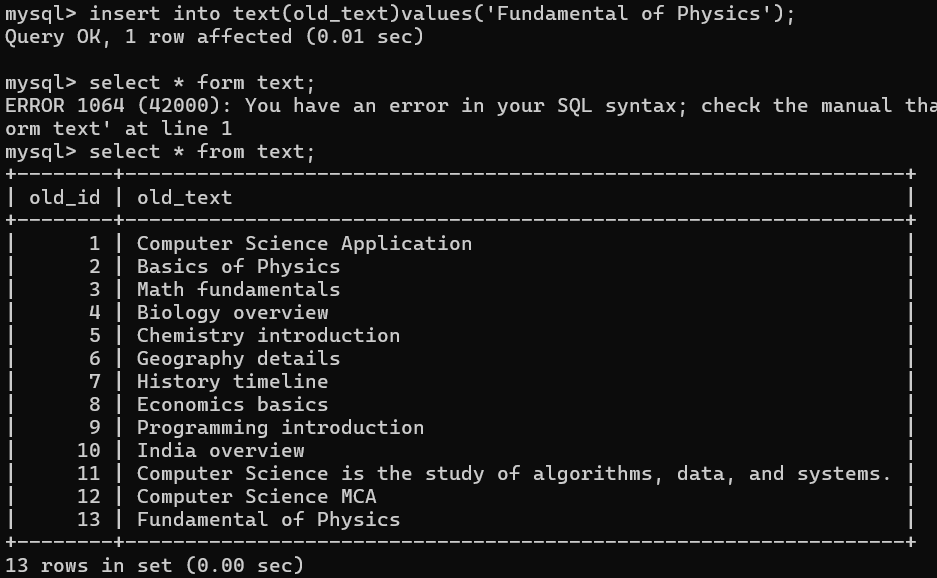 mysql> insert into text(old_text)values('Fundamental of Physics');
Query OK, 1 row affected (0.01 sec)
mysql> select * form text;
ERROR 1064 (42000): You have an error in your SQL syntax; check the manual tha
orm text' at line 1
mysql> select * from text;
+--------+-----------------------------------------------------------------+
| old_id | old_text                                                        |
+--------+-----------------------------------------------------------------+
|      1 | Computer Science Application                                    |
|      2 | Basics of Physics                                               |
|      3 | Math fundamentals                                               |
|      4 | Biology overview                                                |
|      5 | Chemistry introduction                                          |
|      6 | Geography details                                               |
|      7 | History timeline                                                |
|      8 | Economics basics                                                |
|      9 | Programming introduction                                        |
|     10 | India overview                                                  |
|     11 | Computer Science is the study of algorithms, data, and systems. |
|     12 | Computer Science MCA                                            |
|     13 | Fundamental of Physics                                          |
+--------+-----------------------------------------------------------------+
13 rows in set (0.00 sec)